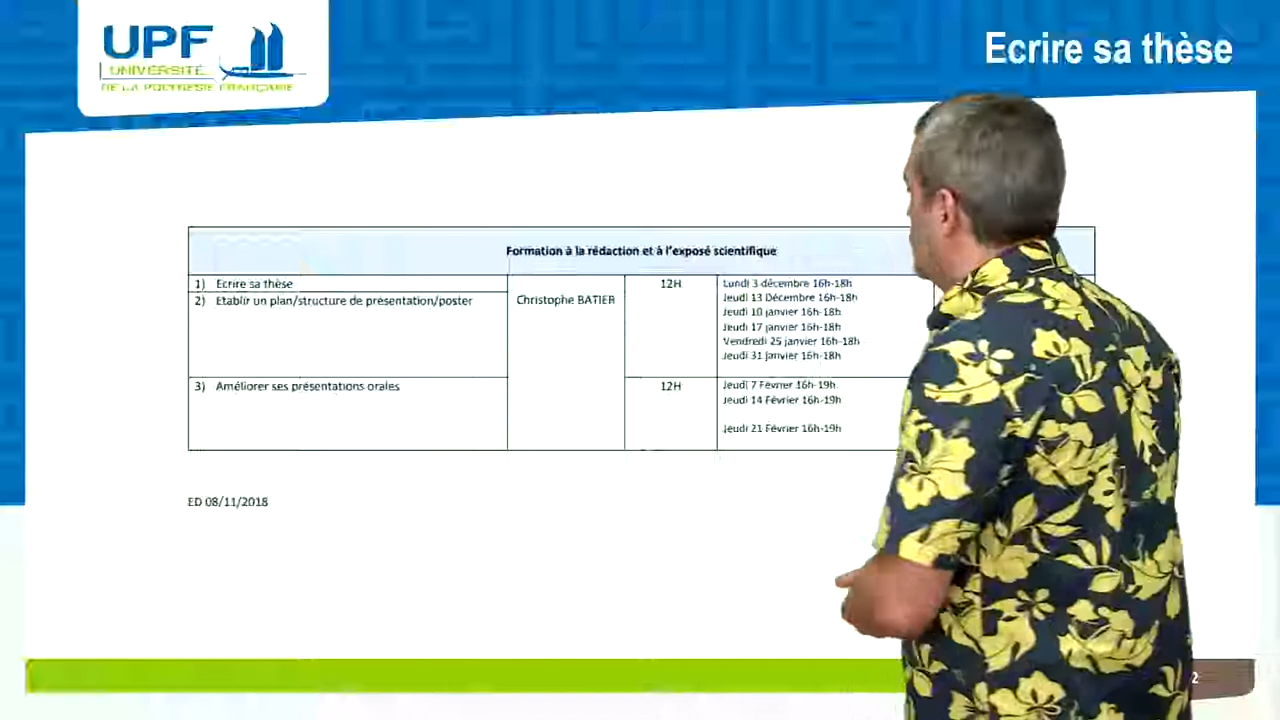 UPF
UNIVERSITÉ
DE LA POLYNÉSIE FRANÇAISE
Ecrire sa thèse
Formation à la rédaction et à l'exposé scientifique
1) Ecrire sa thèse
2) Etablir un plan/structure de présentation/poster
Christophe BATIER
12H
Lundi 3 décembre 16h-18h
Jeudi 13 Décembre 16h-18h
Jeudi 10 janvier 16h-18h
Jeudi 17 janvier 16h-18h
Vendredi 25 janvier 16h-18h
Jeudi 31 janvier 16h-18h
3) Améliorer ses présentations orales
12H
Jeudi 7 Février 16h-19h
Jeudi 14 Février 16h-19h
Jeudi 21 Février 16h-19h
ED 08/11/2018
2